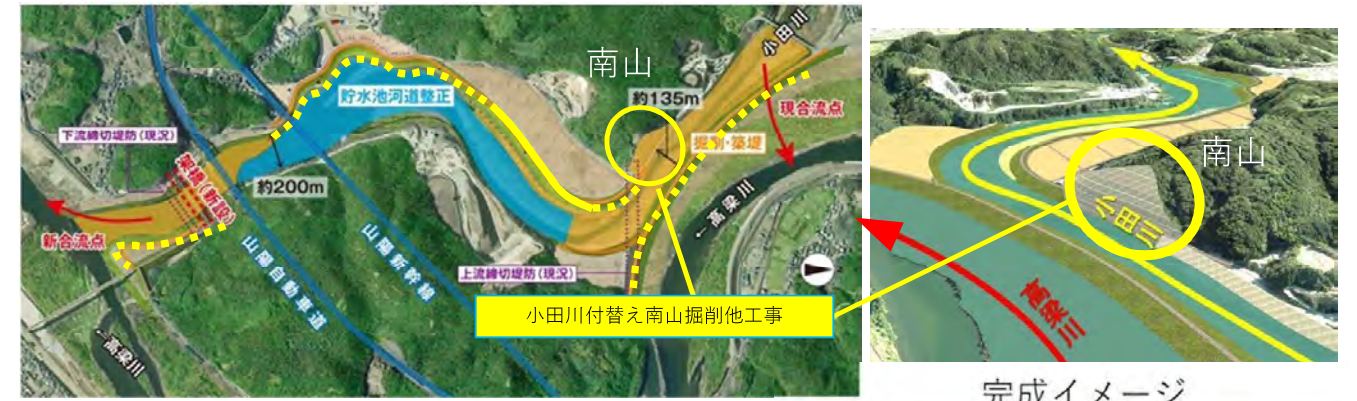 南山
小田川
約135m
現合流点
貯水池河道整正
掘削・築堤
下流締切堤防(現況)
架橋(新設)
約200m
新合流点
←高梁川
山陽新幹線
山陽自動車道
上流締切堤防(現況)
小田川付替え南山掘削他工事
←高梁川
南山
小田川
高梁川
完成イメージ